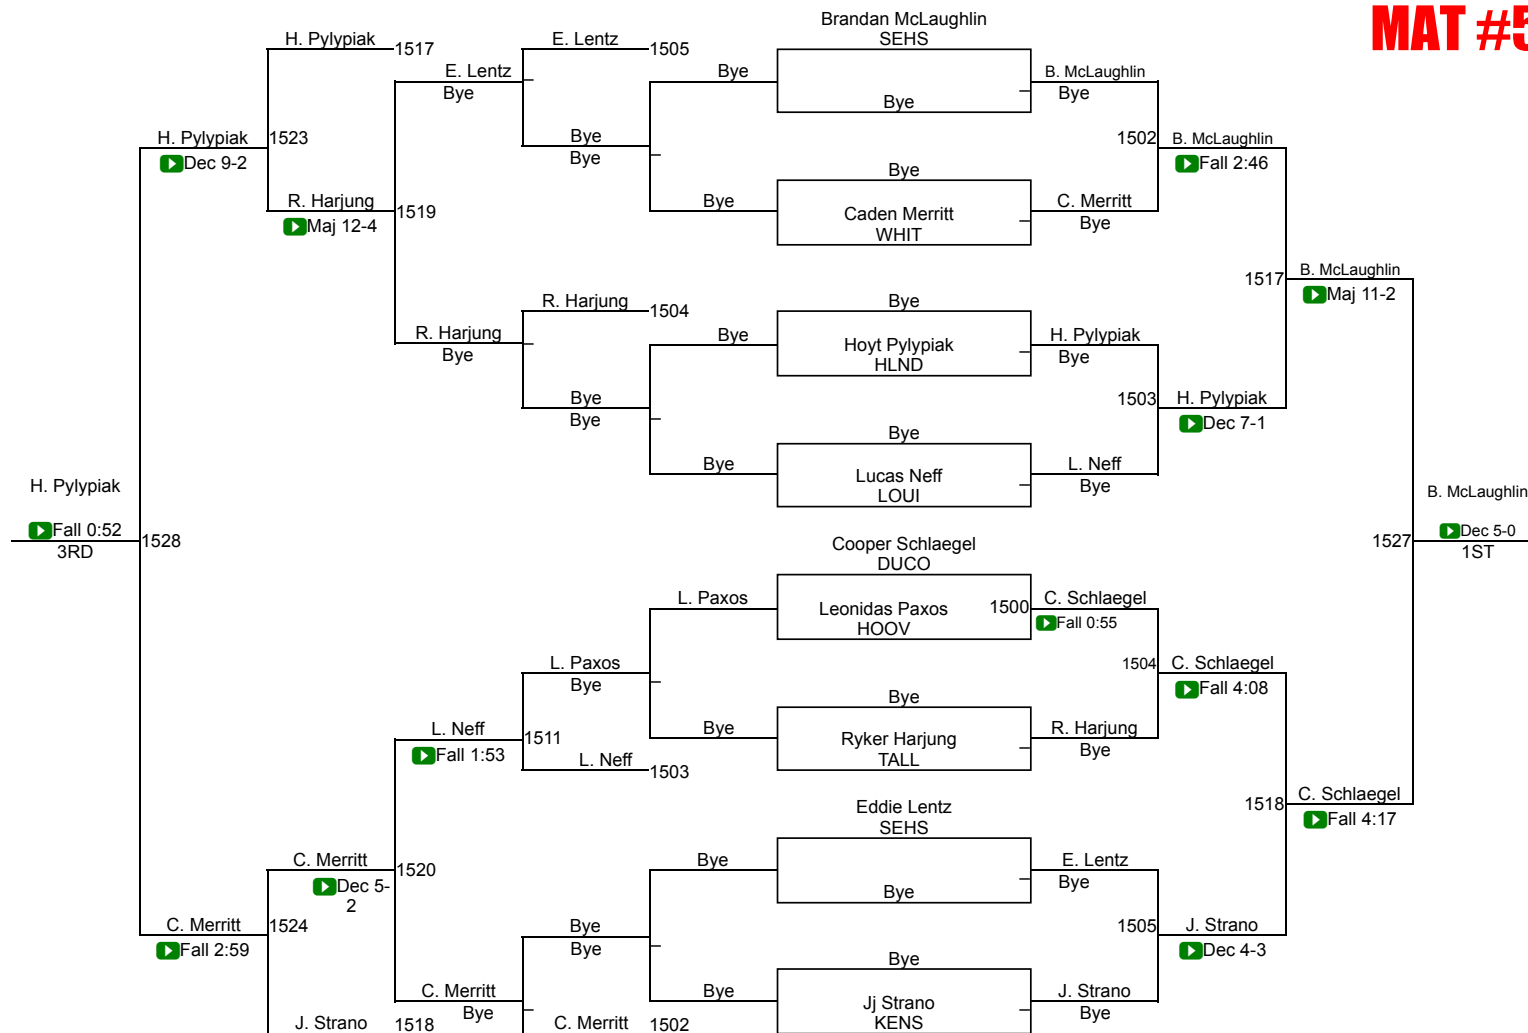 MAT #5
Brandan McLaughlin
SEHS
H. Pylypiak
1517
E. Lentz
1505
E. Lentz
Bye
Bye
B. McLaughlin
Bye
Bye
Bye
Bye
H. Pylypiak
1523
Dec 9-2
1502
B. McLaughlin
Fall 2:46
Bye
R. Harjung
1519
Maj 12-4
Bye
Caden Merritt
WHIT
C. Merritt
Bye
1517
B. McLaughlin
Maj 11-2
R. Harjung
1504
Bye
R. Harjung
Bye
Bye
Hoyt Pylypiak
HLND
H. Pylypiak
Bye
Bye
Bye
1503
H. Pylypiak
Dec 7-1
Bye
Bye
Lucas Neff
LOUI
L. Neff
Bye
H. Pylypiak
Fall 0:52
3RD
1528
B. McLaughlin
1527
Dec 5-0
1ST
Cooper Schlaegel
DUCO
L. Paxos
Leonidas Paxos
HOOV
1500
C. Schlaegel
Fall 0:55
L. Paxos
Bye
1504
C. Schlaegel
Fall 4:08
Bye
L. Neff
1511
Fall 1:53
Bye
Ryker Harjung
TALL
R. Harjung
Bye
L. Neff
1503
1518
C. Schlaegel
Fall 4:17
Eddie Lentz
SEHS
C. Merritt
1520
Dec 5-
2
Bye
Bye
E. Lentz
Bye
C. Merritt
1524
Fall 2:59
Bye
Bye
1505
J. Strano
Dec 4-3
Bye
C. Merritt
Bye
Bye
Jj Strano
KENS
J. Strano
Bye
J. Strano
1518
C. Merritt
1502